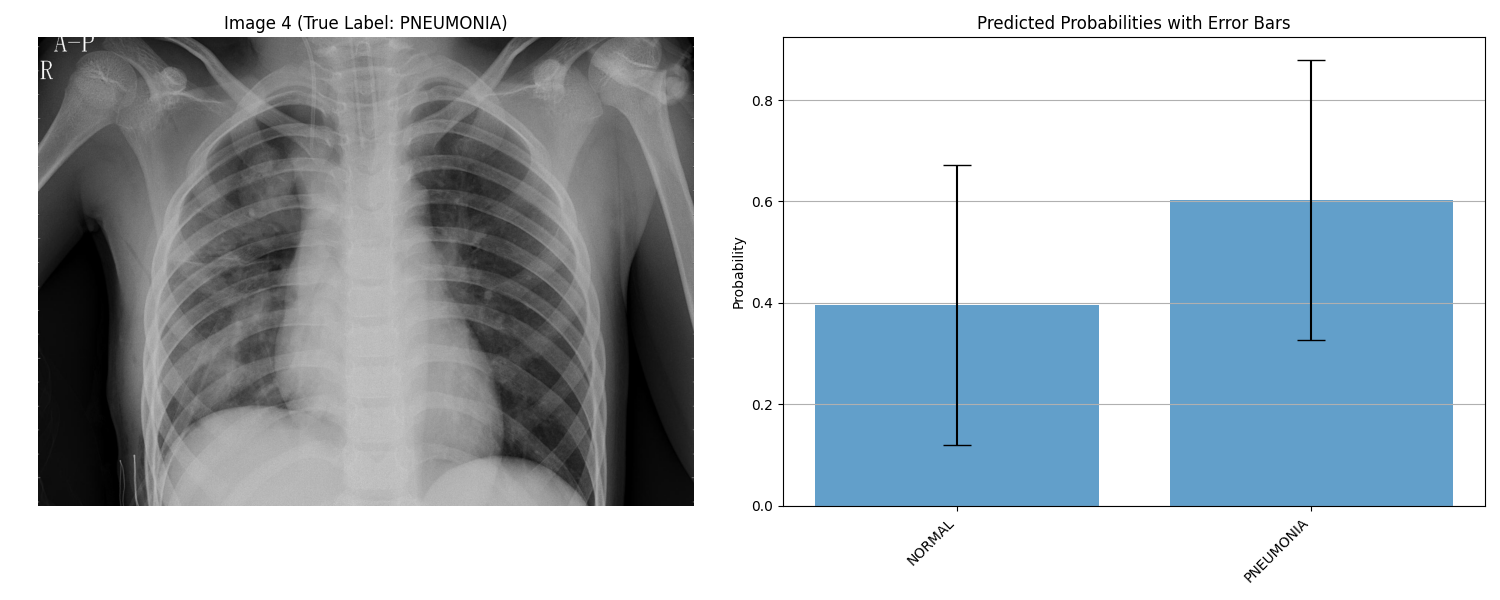 Image 4 (True Label: PNEUMONIA)
A-P
R
Predicted Probabilities with Error Bars
Probability
0.8
0.6
0.4
0.2
0.0
NORMAL
PNEUMONIA